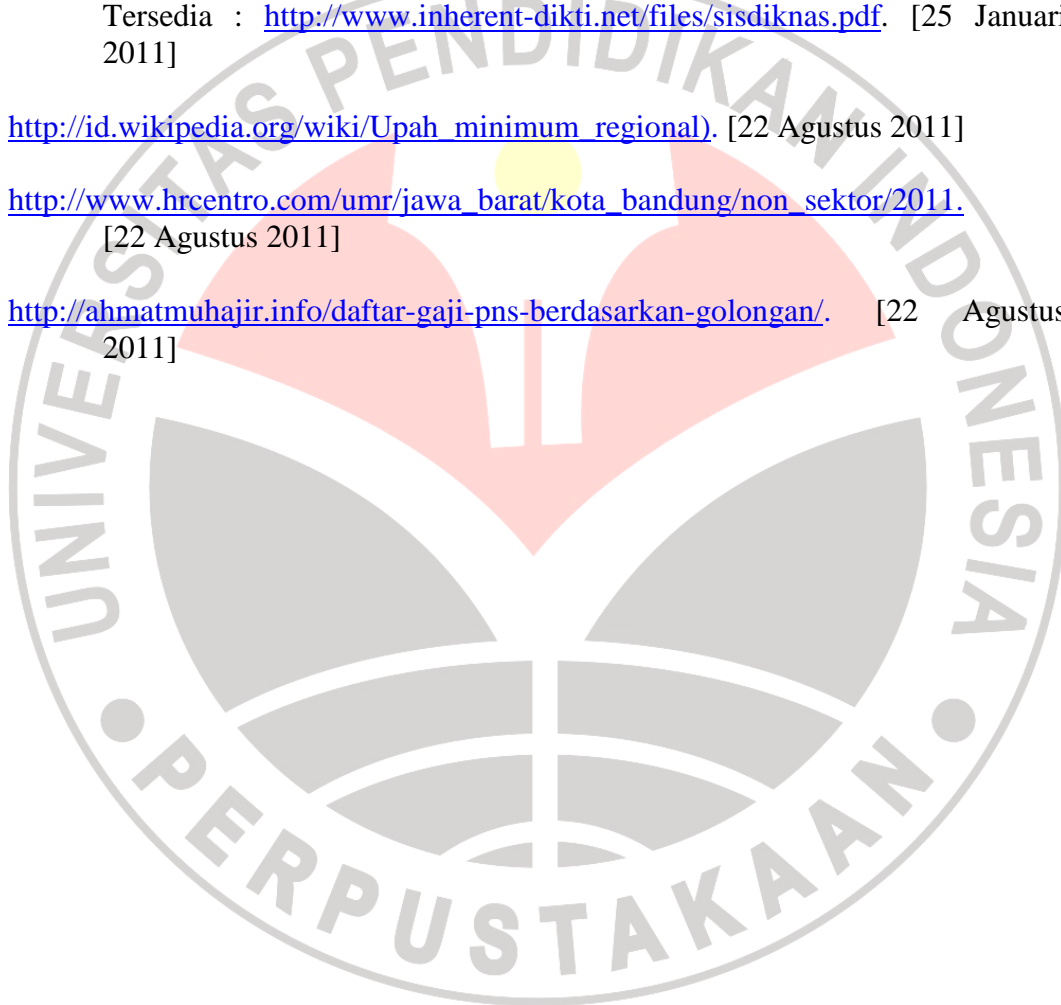 Tersedia : http://www.inherent-dikti.net/files/sisdiknas.pdf. [25 Januari
2011]
http://id.wikipedia.org/wiki/Upah_minimum_regional). [22 Agustus 2011]
http://www.hrcentro.com/umr/jawa_barat/kota_bandung/non_sektor/2011.
[22 Agustus 2011]
http://ahmatmuhajir.info/daftar-gaji-pns-berdasarkan-golongan/. [22 Agustus
2011]
UNIVERSITAS PENDIDIKAN INDONESIA
PERPUSTAKAAN